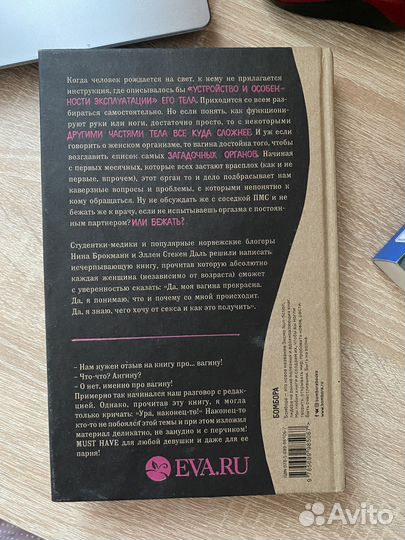 Когда человек рождается на свет, к нему не прилагается
инструкция, где описывалось бы «УСТРОЙСТВО И ОСОБЕН-
НОСТИ ЭКСПЛУАТАЦИИ» ЕГО ТЕЛА. Приходится со всем раз-
бираться самостоятельно. Но если понять, как функциони-
руют руки или ноги, достаточно просто, то с некоторыми
ДРУГИМИ ЧАСТЯМИ ТЕЛА ВСЕ КУДА СЛОЖНЕЕ. И уж если
говорить о женском организме, то вагина достойна того, чтобы
возглавить список самых ЗАГАДОЧНЫХ ОРГАНОВ. Начиная
с первых месячных, которые всех застают врасплох (как и не
первые, впрочем), этот орган то и дело подбрасывает нам
каверзные вопросы и проблемы, с которыми непонятно к
кому обращаться. Ну не обсуждать же с соседкой ПМС и не
бежать же к врачу, если не испытываешь оргазма с постоян-
ным партнером? ИЛИ БЕЖАТЬ?
Студентки-медики и популярные норвежские блогеры
Нина Брокманн и Эллен Стекен Даль решили написать
исчерпывающую книгу, прочитав которую абсолютно
каждая женщина (независимо от возраста) сможет
с уверенностью сказать: "Да, моя вагина прекрасна.
Да, я понимаю, что и почему со мной происходит.
Да, я знаю, чего хочу от секса и как это получить".
– Нам нужен отзыв на книгу про... вагину!
– Что-что? Ангину?
– О нет, именно про вагину!
Примерно так начинался наш разговор с редак-
цией. Однако, прочитав эту книгу, я могла
только кричать: "Ура, наконец-то!" Наконец-то
кто-то не побоялся этой темы и при этом изложил
материал деликатно, не занудно и с перчиком!
MUST HAVE для любой девушки и даже для ее
парня!
EVA.RU
БОМБОРА
Avito